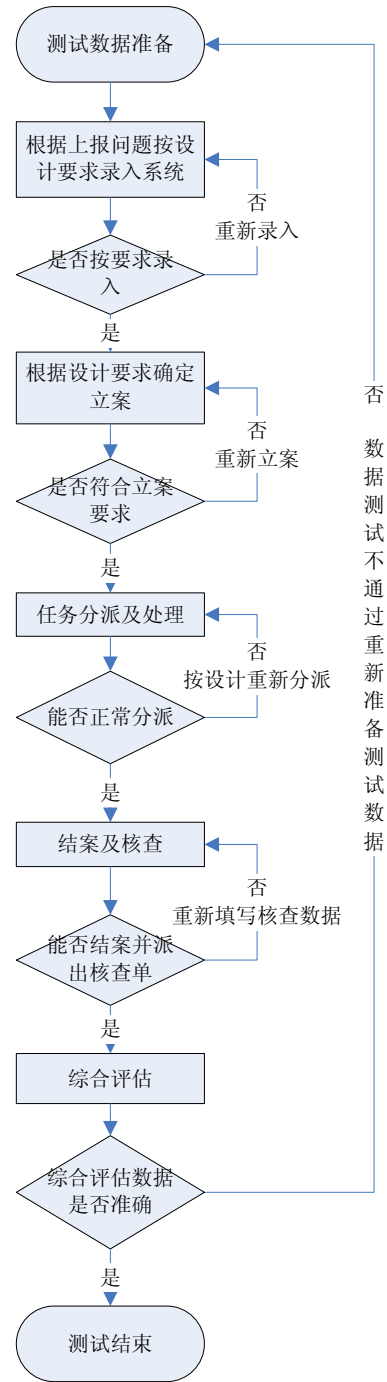 测试数据准备
根据上报问题按设
计要求录入系统
否
重新录入
是否按要求录
入
是
根据设计要求确定
立案
否
重新立案
是否符合立案
要求
是
任务分派及处理
否
按设计重新分派
能否正常分派
是
结案及核查
否
重新填写核查数据
能否结案并派
出核查单
是
综合评估
综合评估数据
是否准确
否 数据测试不通过重新准备测试数据
是
测试结束